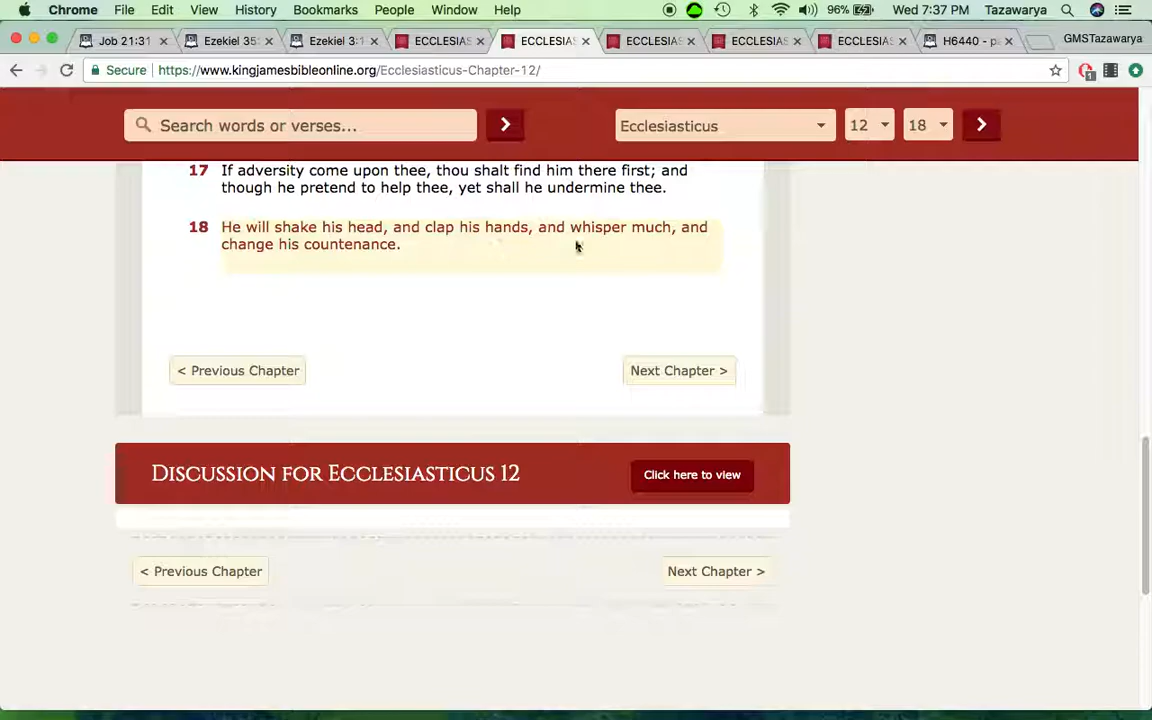 Chrome File Edit View History Bookmarks People Window Help 96% Wed 7:37 PM Tazawarya
Job 21:31 Ezekiel 35: Ezekiel 3:1 ECCLESIAS ECCLESIAS ECCLESIAS ECCLESIAS ECCLESIAS H6440 - pa GMSTazawarya
Secure https://www.kingjamesbibleonline.org/Ecclesiasticus-Chapter-12/ 1
Search words or verses... Ecclesiasticus 12 18
17 If adversity come upon thee, thou shalt find him there first; and
though he pretend to help thee, yet shall he undermine thee.
18 He will shake his head, and clap his hands, and whisper much, and
change his countenance.
< Previous Chapter Next Chapter >
Discussion for Ecclesiasticus 12 Click here to view
< Previous Chapter Next Chapter >